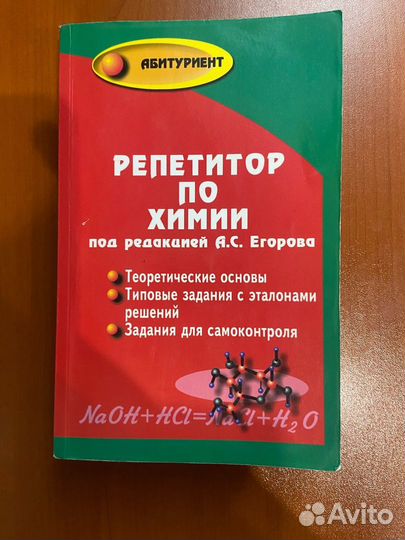 АБИТУРИЕНТ
РЕПЕТИТОР
ПО
ХИМИИ
под редакцией А.С. Егорова
Теоретические основы
Типовые задания с эталонами
решений
Задания для самоконтроля
NaOH+HCl=NaCl+H₂O
Avito